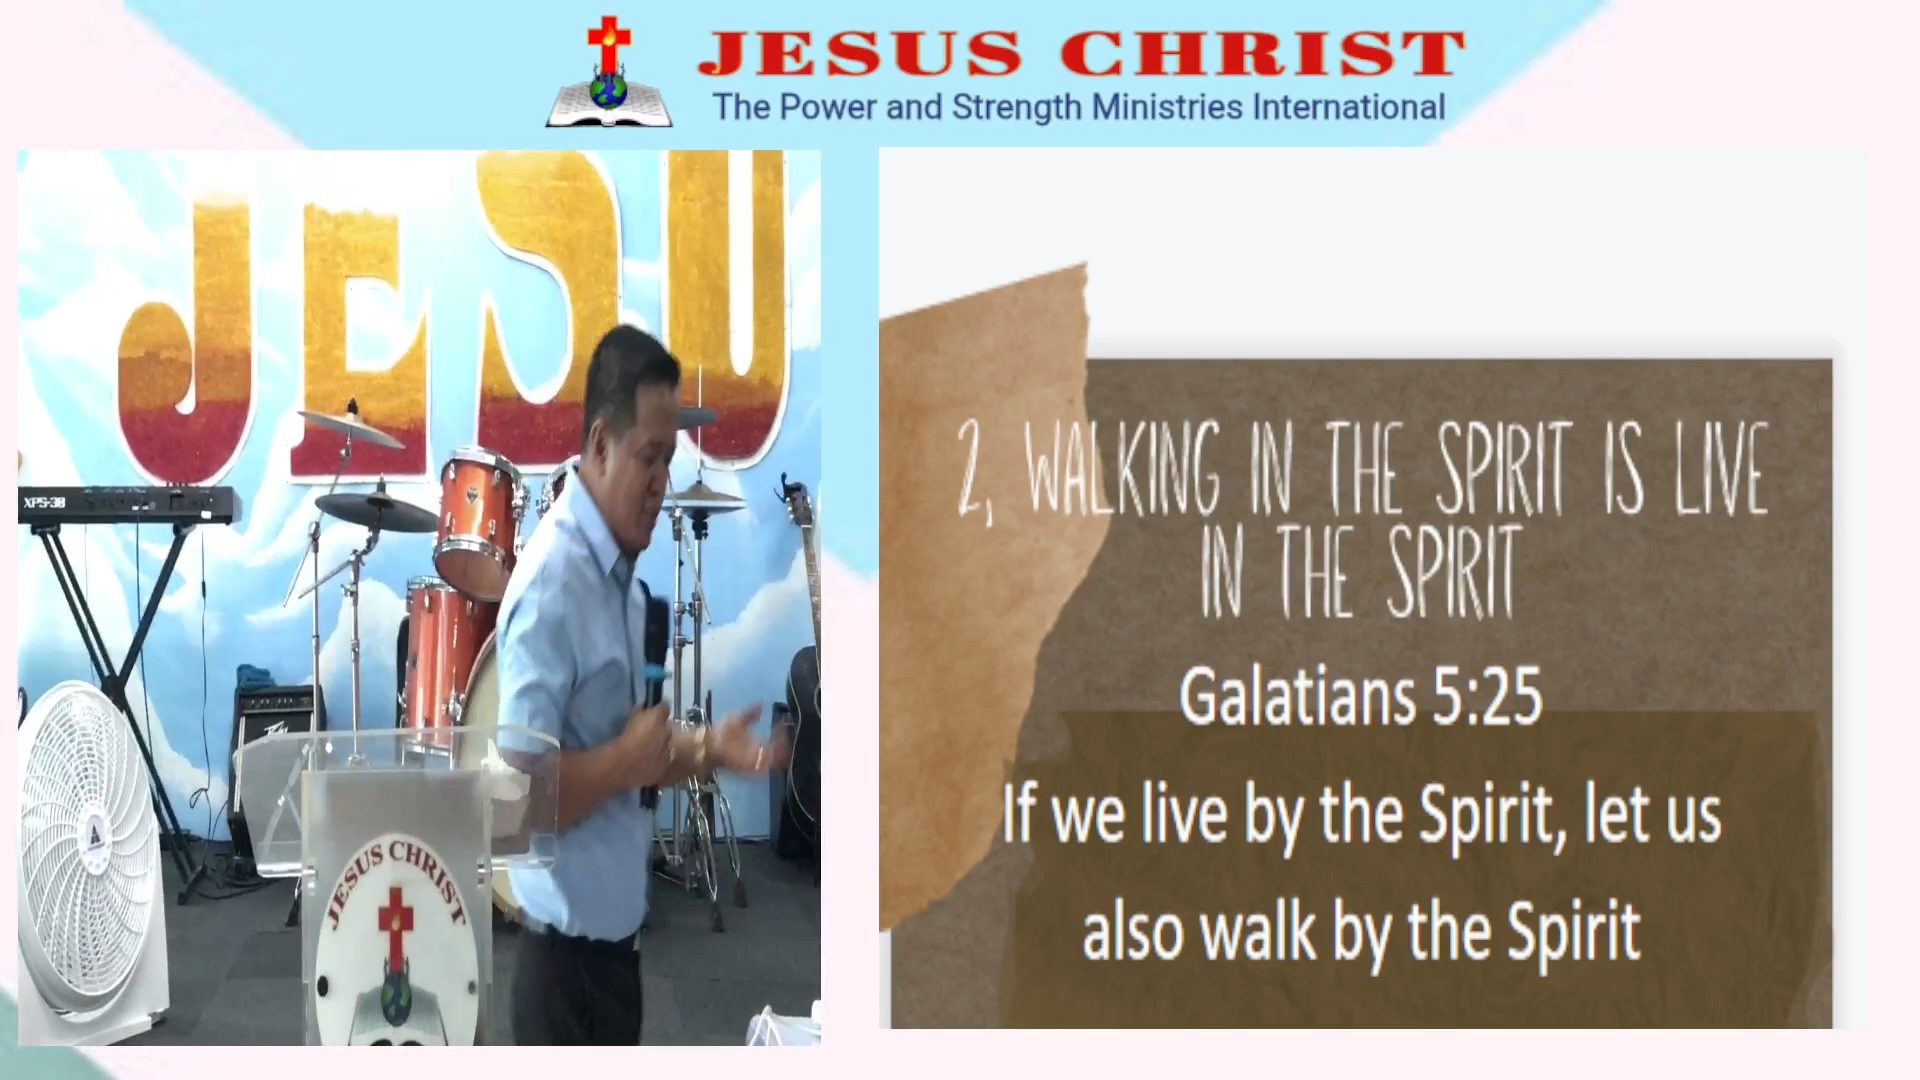 JESUS CHRIST
The Power and Strength Ministries International
JESU
XPS-30
JESUS CHRIST
2, WALKING IN THE SPIRIT IS LIVE
IN THE SPIRIT
Galatians 5:25
If we live by the Spirit, let us
also walk by the Spirit